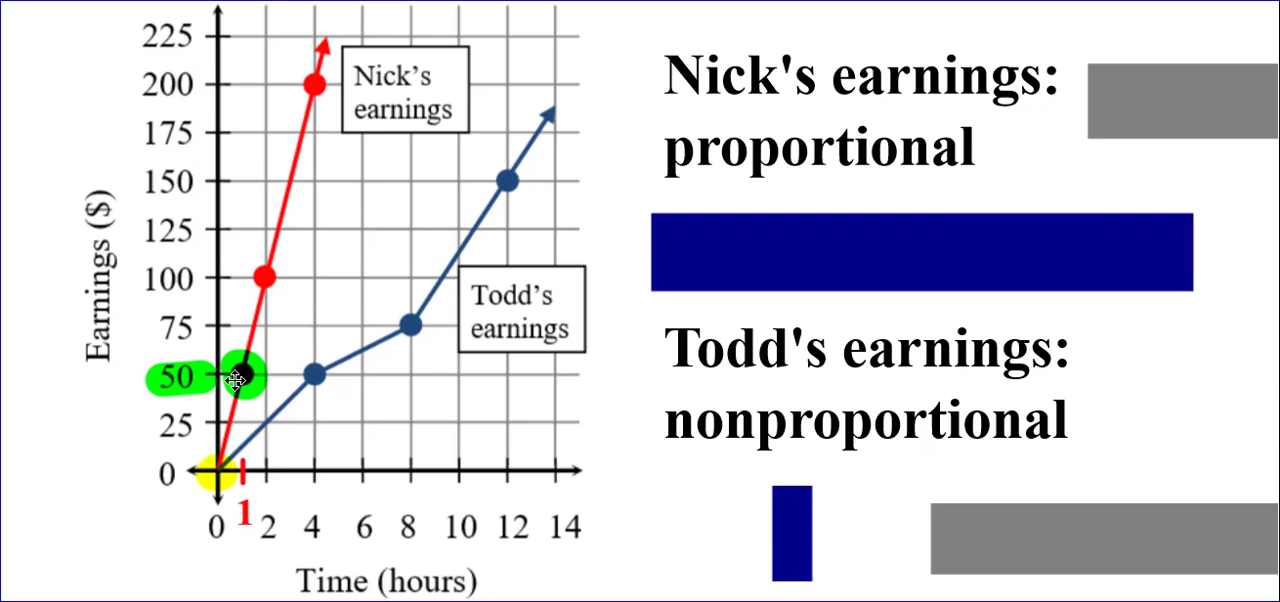 225
200
175
150
125
100
75
50
25
0
Earnings ($)
Nick’s
earnings
Todd’s
earnings
1
0 2 4 6 8 10 12 14
Time (hours)
Nick's earnings:
proportional
Todd's earnings:
nonproportional